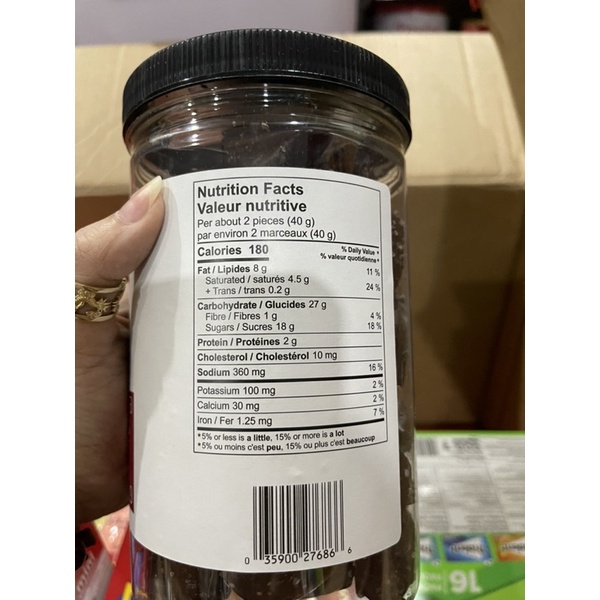 Nutrition Facts
Valeur nutritive
Per about 2 pieces (40 g)
par environ 2 marceaux (40 g)
Calories 180
% Daily Value *
% valeur quotidienne *
Fat / Lipides 8 g 11 %
Saturated / saturés 4.5 g
+ Trans / trans 0.2 g 24 %
Carbohydrate / Glucides 27 g
Fibre / Fibres 1 g 4 %
Sugars / Sucres 18 g 18 %
Protein / Protéines 2 g
Cholesterol / Cholestérol 10 mg
Sodium 360 mg 16 %
Potassium 100 mg 2 %
Calcium 30 mg 2 %
Iron / Fer 1.25 mg 7 %
*5% or less is a little, 15% or more is a lot
*5% ou moins c'est peu, 15% ou plus c'est beaucoup
0 35900 27686 6
Trident
16